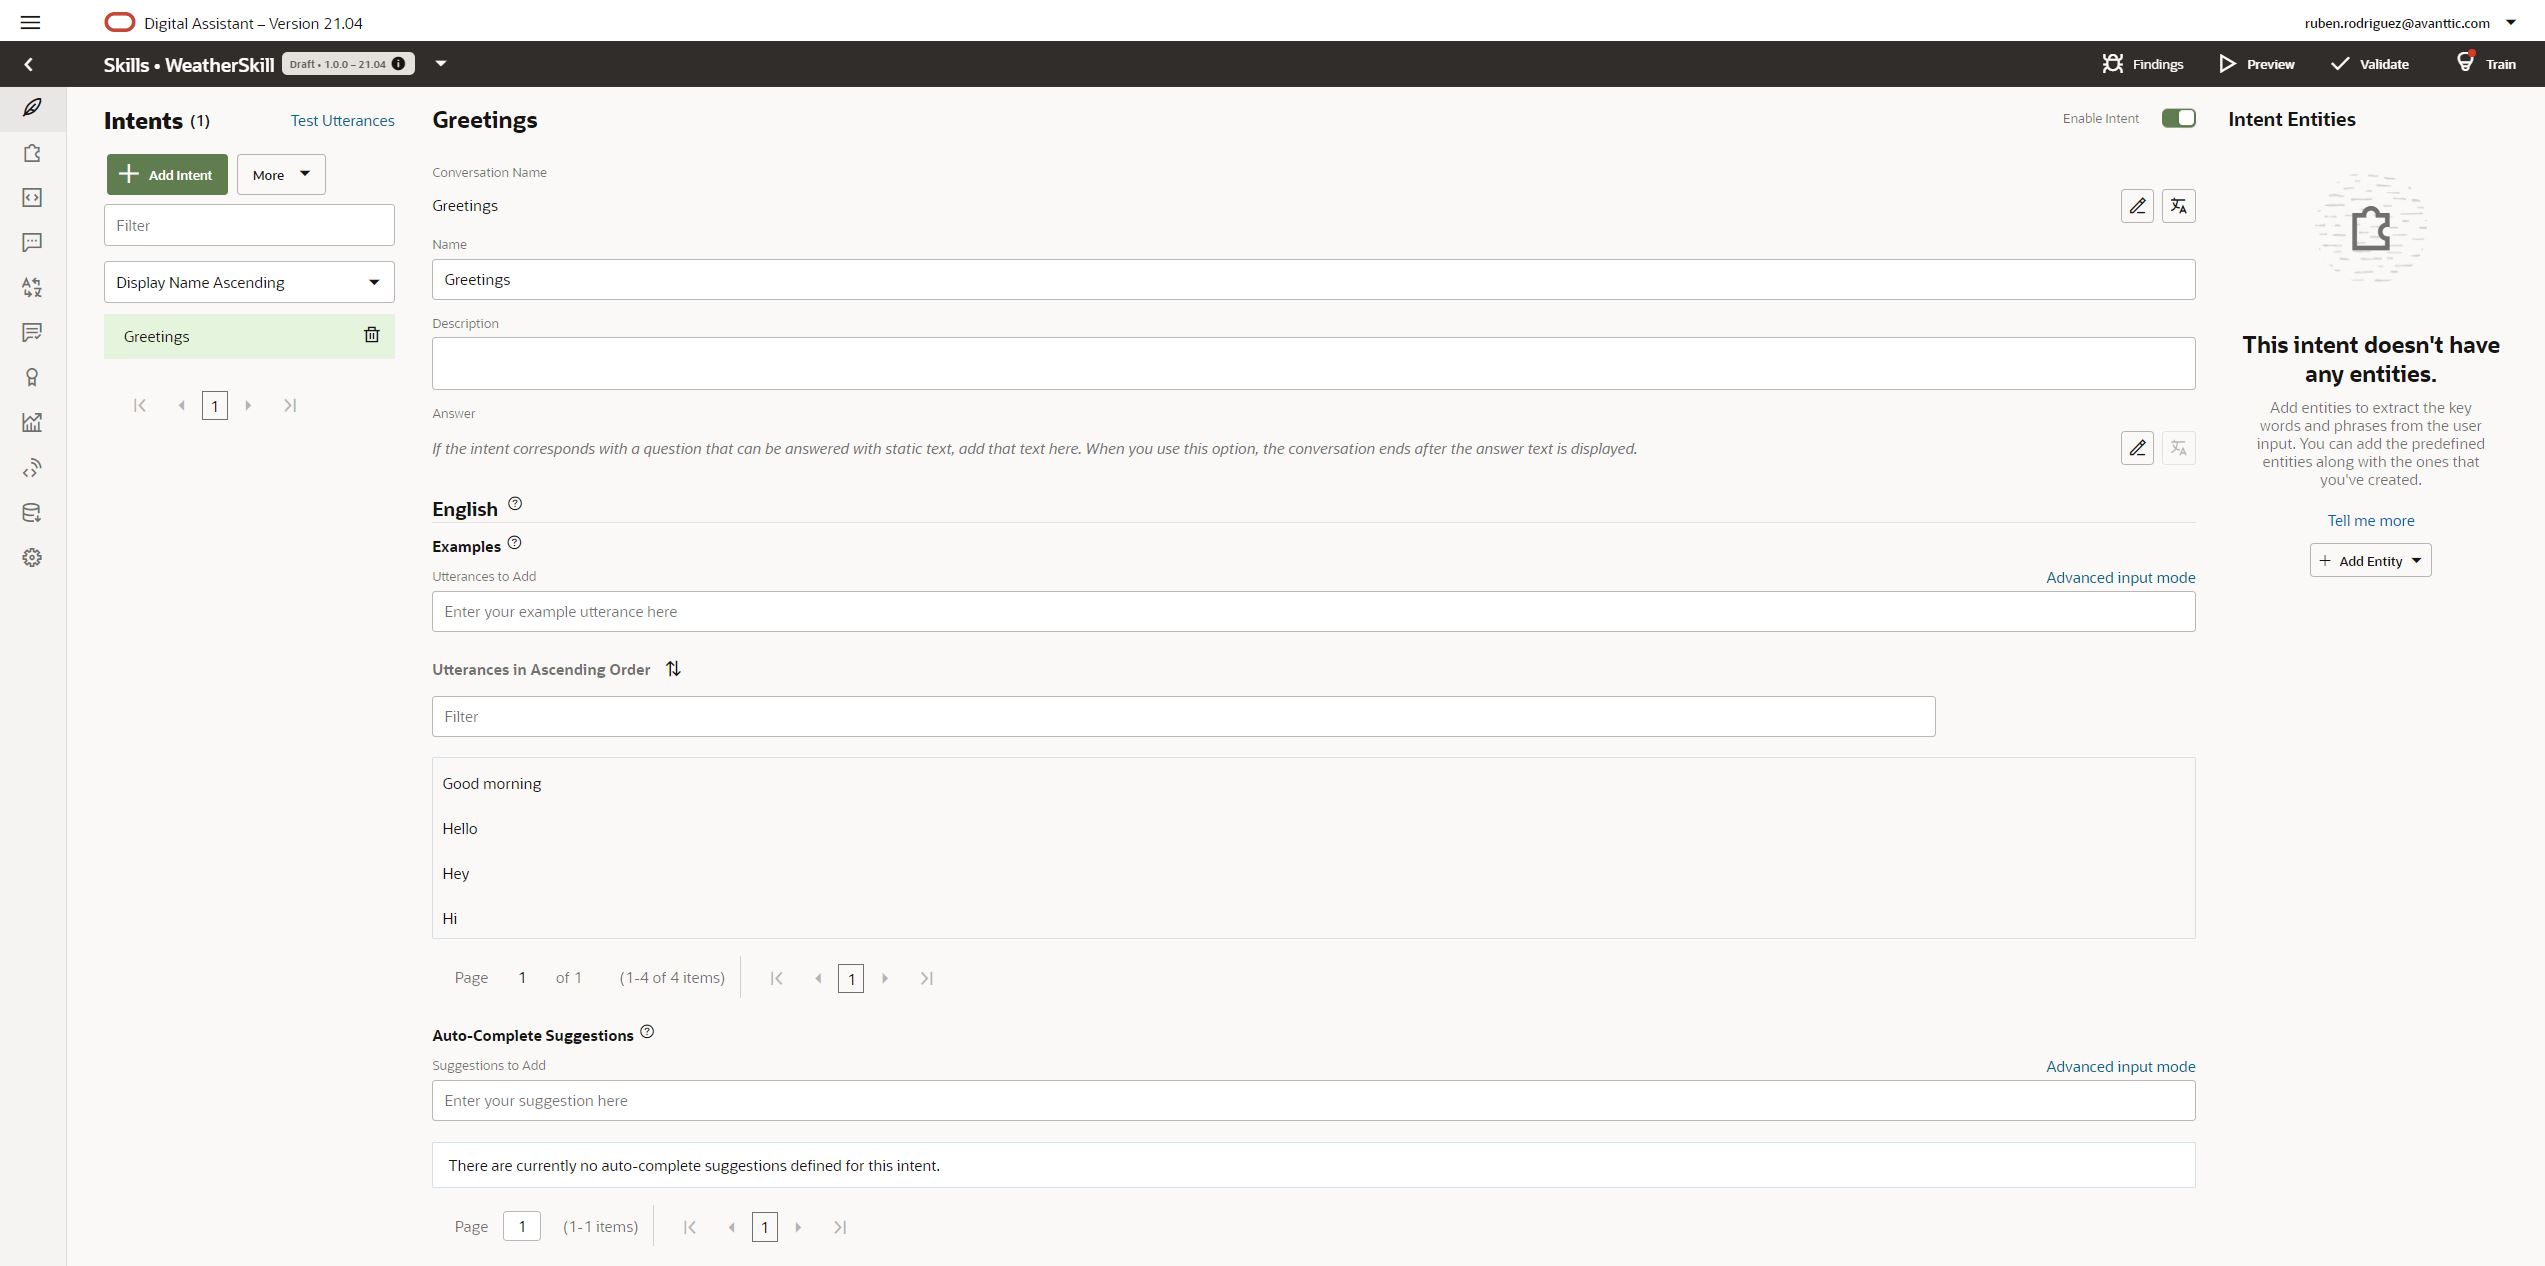 Digital Assistant – Version 21.04
ruben.rodriguez@avanttic.com
Skills • WeatherSkill
Draft • 1.0.0 – 21.04
Findings
Preview
Validate
Train
Intents (1)
Test Utterances
Add Intent
More
Filter
Display Name Ascending
Greetings
1
Greetings
Enable Intent
Conversation Name
Greetings
Name
Greetings
Description
Answer
If the intent corresponds with a question that can be answered with static text, add that text here. When you use this option, the conversation ends after the answer text is displayed.
English
Examples
Utterances to Add
Advanced input mode
Enter your example utterance here
Utterances in Ascending Order
Filter
Good morning
Hello
Hey
Hi
Page 1 of 1 (1-4 of 4 items) 1
Auto-Complete Suggestions
Suggestions to Add
Advanced input mode
Enter your suggestion here
There are currently no auto-complete suggestions defined for this intent.
Page 1 (1-1 items) 1
Intent Entities
This intent doesn't have
any entities.
Add entities to extract the key
words and phrases from the user
input. You can add the predefined
entities along with the ones that
you've created.
Tell me more
Add Entity